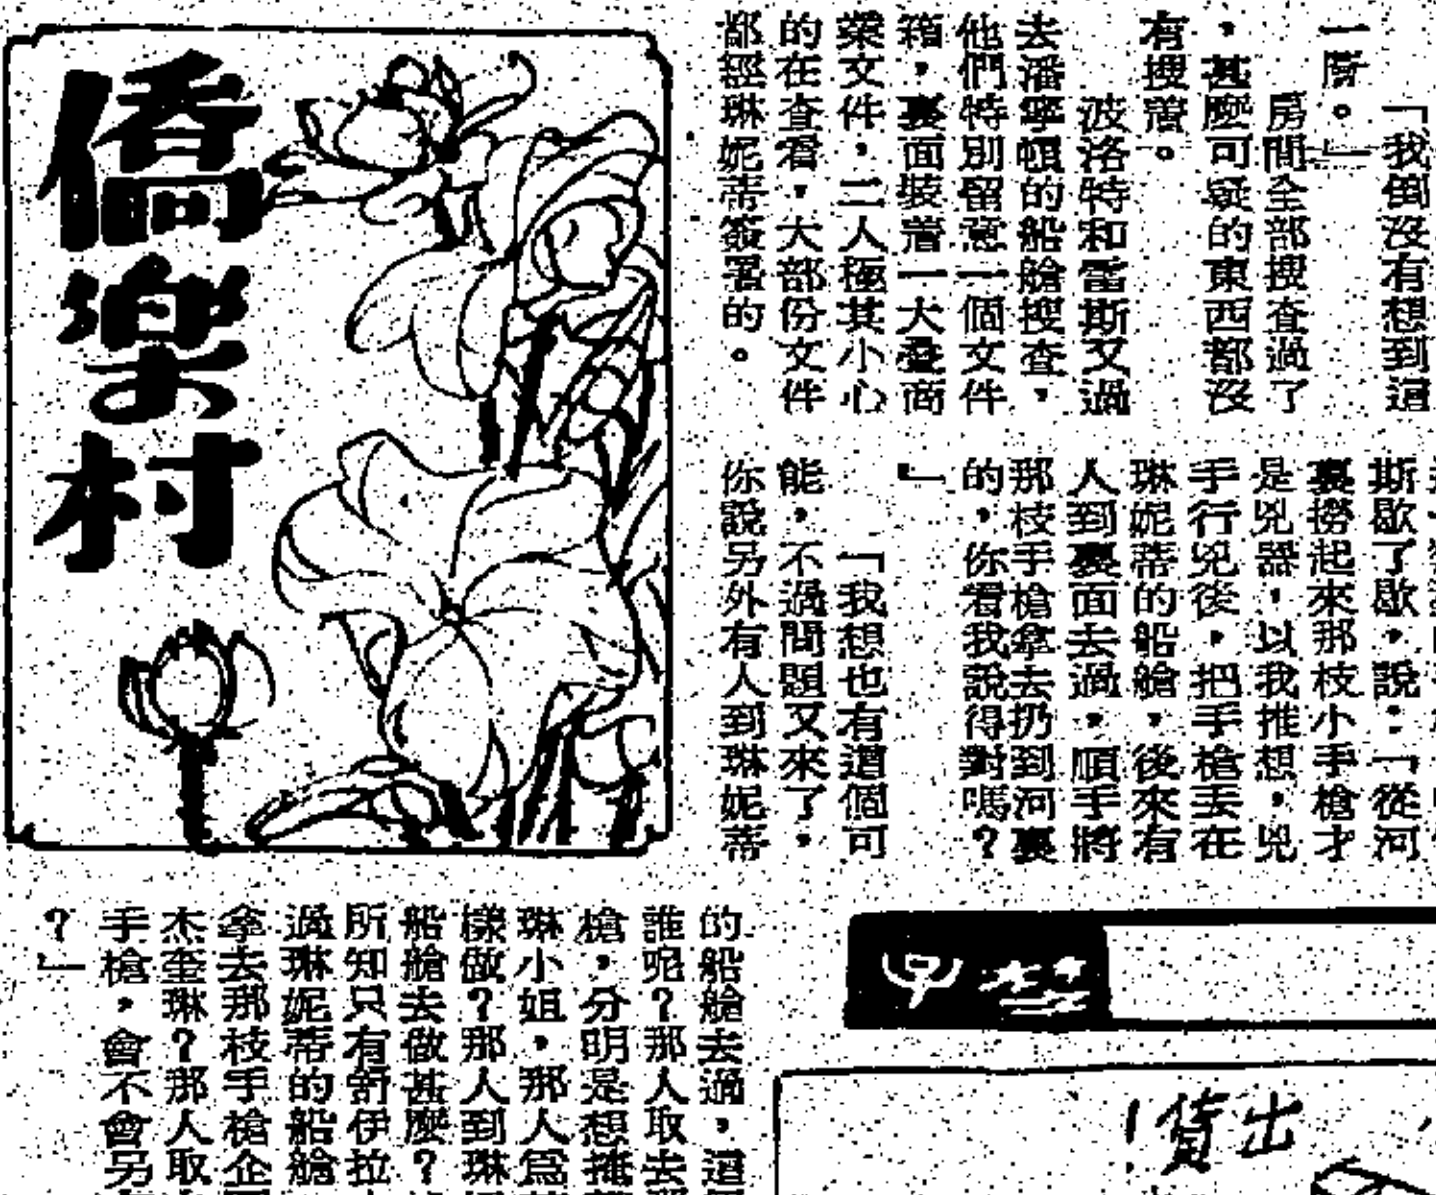 「我倒沒有想到這
一層。」
房間全部搜查過了
，甚麼可疑的東西都沒
有搜着。
波洛特和雷斯又過
去潘寧頓的船艙搜查，
他們特別留意一個文件
箱，裏面裝着一大疊商
業文件，二人極其小心
的在查看，大部份文件
都經琳妮蒂簽署的。
斯歇了歇，說：「從河
裏撈起來那枝小手槍才
是兇器，以我推想，兇
手行兇後，把手槍丟在
琳妮蒂的船艙，後來有
人到裏面去過，順手將
那枝手槍拿去扔到河裏
的，你看我說得對嗎？
」
「我想也有這個可
能，不過問題又來了，
你說另外有人到琳妮蒂
的船艙去過，這
誰呢？那人取去
槍，分明是想
琳小姐，那人爲
樣做？那人到琳
船艙去做甚麼？
所知只有舒伊拉
過琳妮蒂的船艙
拿去那枝手槍企
杰奎琳？那人取
手槍，會不會另
？」
僑樂村
出貨！